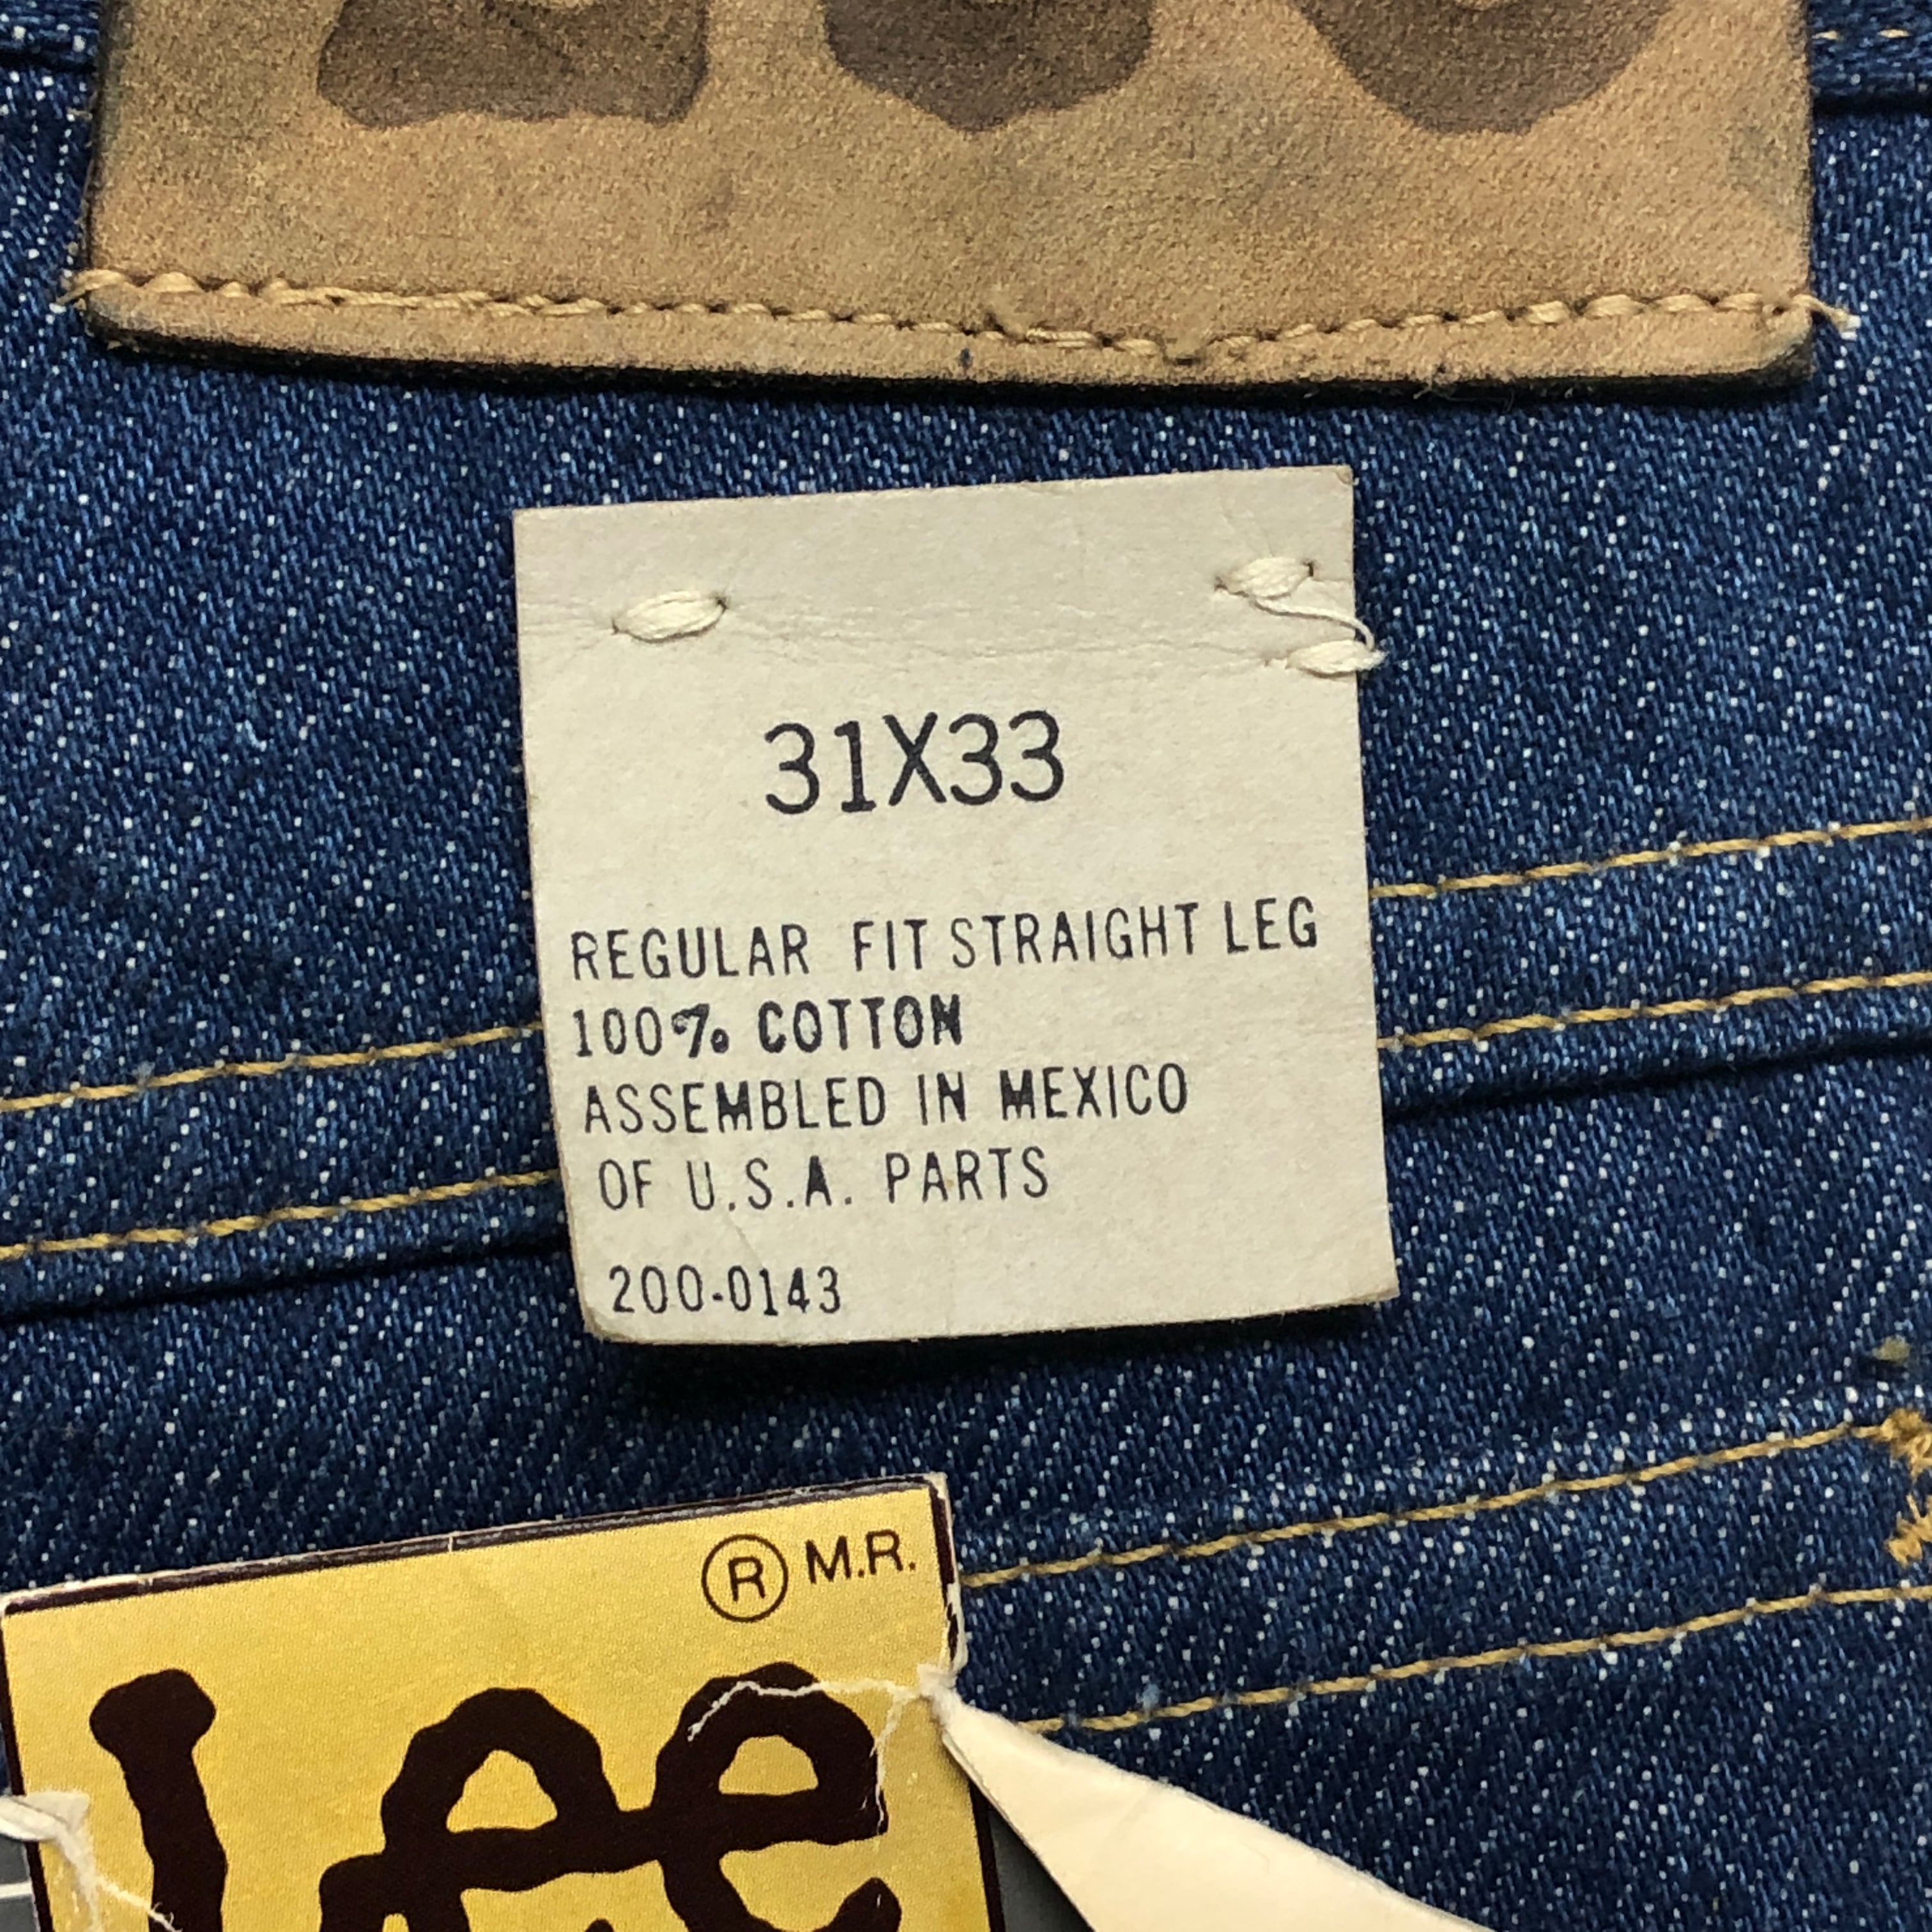 31X33
REGULAR FIT STRAIGHT LEG
100% COTTON
ASSEMBLED IN MEXICO
OF U.S.A. PARTS
200-0143
® M.R.
Lee